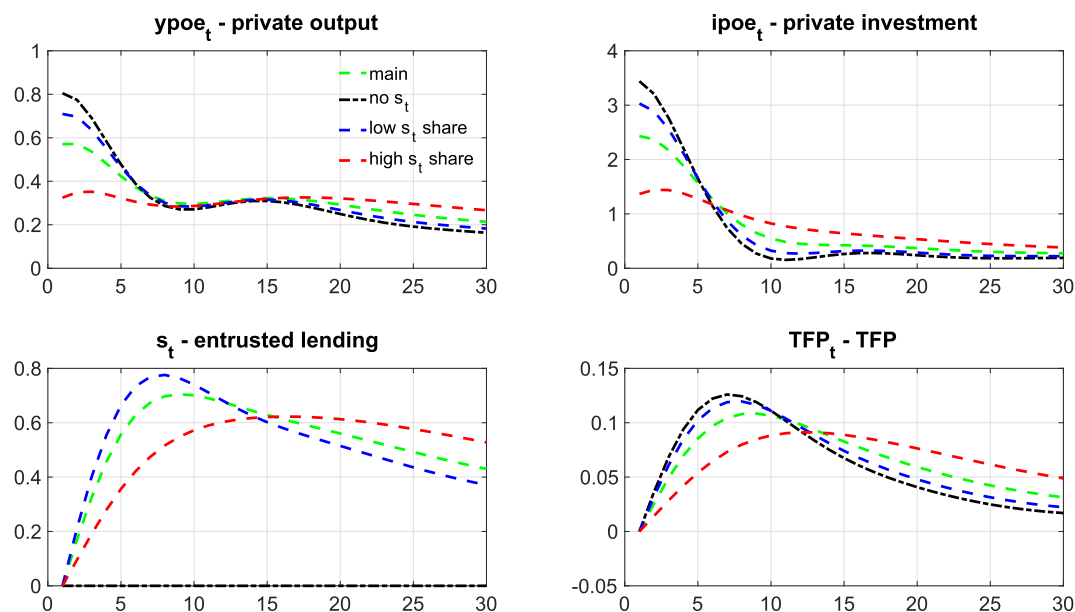 ypoe_t - private output
1
0.8
0.6
0.4
0.2
0
0 5 10 15 20 25 30
main
no s_t
low s_t share
high s_t share
ipoe_t - private investment
4
3
2
1
0
0 5 10 15 20 25 30
s_t - entrusted lending
0.8
0.6
0.4
0.2
0
0 5 10 15 20 25 30
TFP_t - TFP
0.15
0.1
0.05
0
-0.05
0 5 10 15 20 25 30